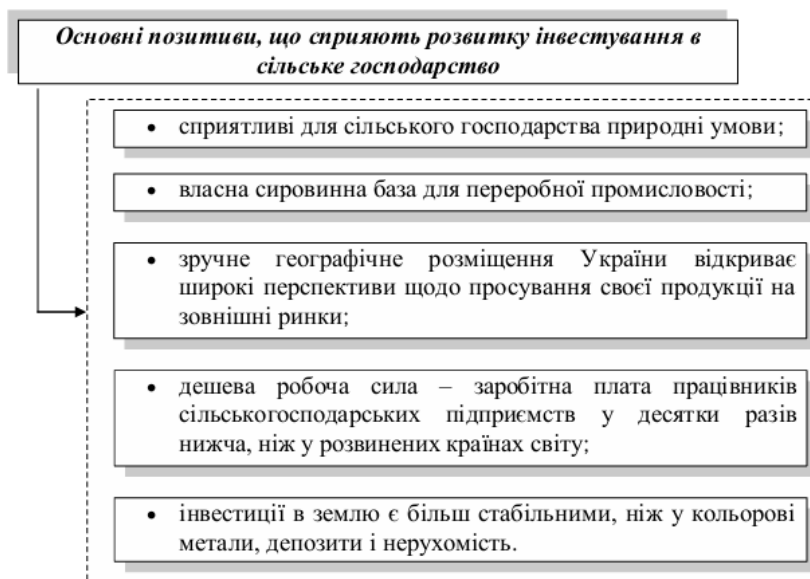 Основні позитиви, що сприяють розвитку інвестування в
сільське господарство
• сприятливі для сільського господарства природні умови;
• власна сировинна база для переробної промисловості;
• зручне географічне розміщення України відкриває
широкі перспективи щодо просування своєї продукції на
зовнішні ринки;
• дешева робоча сила – заробітна плата працівників
сільськогосподарських підприємств у десятки разів
нижча, ніж у розвинених країнах світу;
• інвестиції в землю є більш стабільними, ніж у кольорові
метали, депозити і нерухомість.